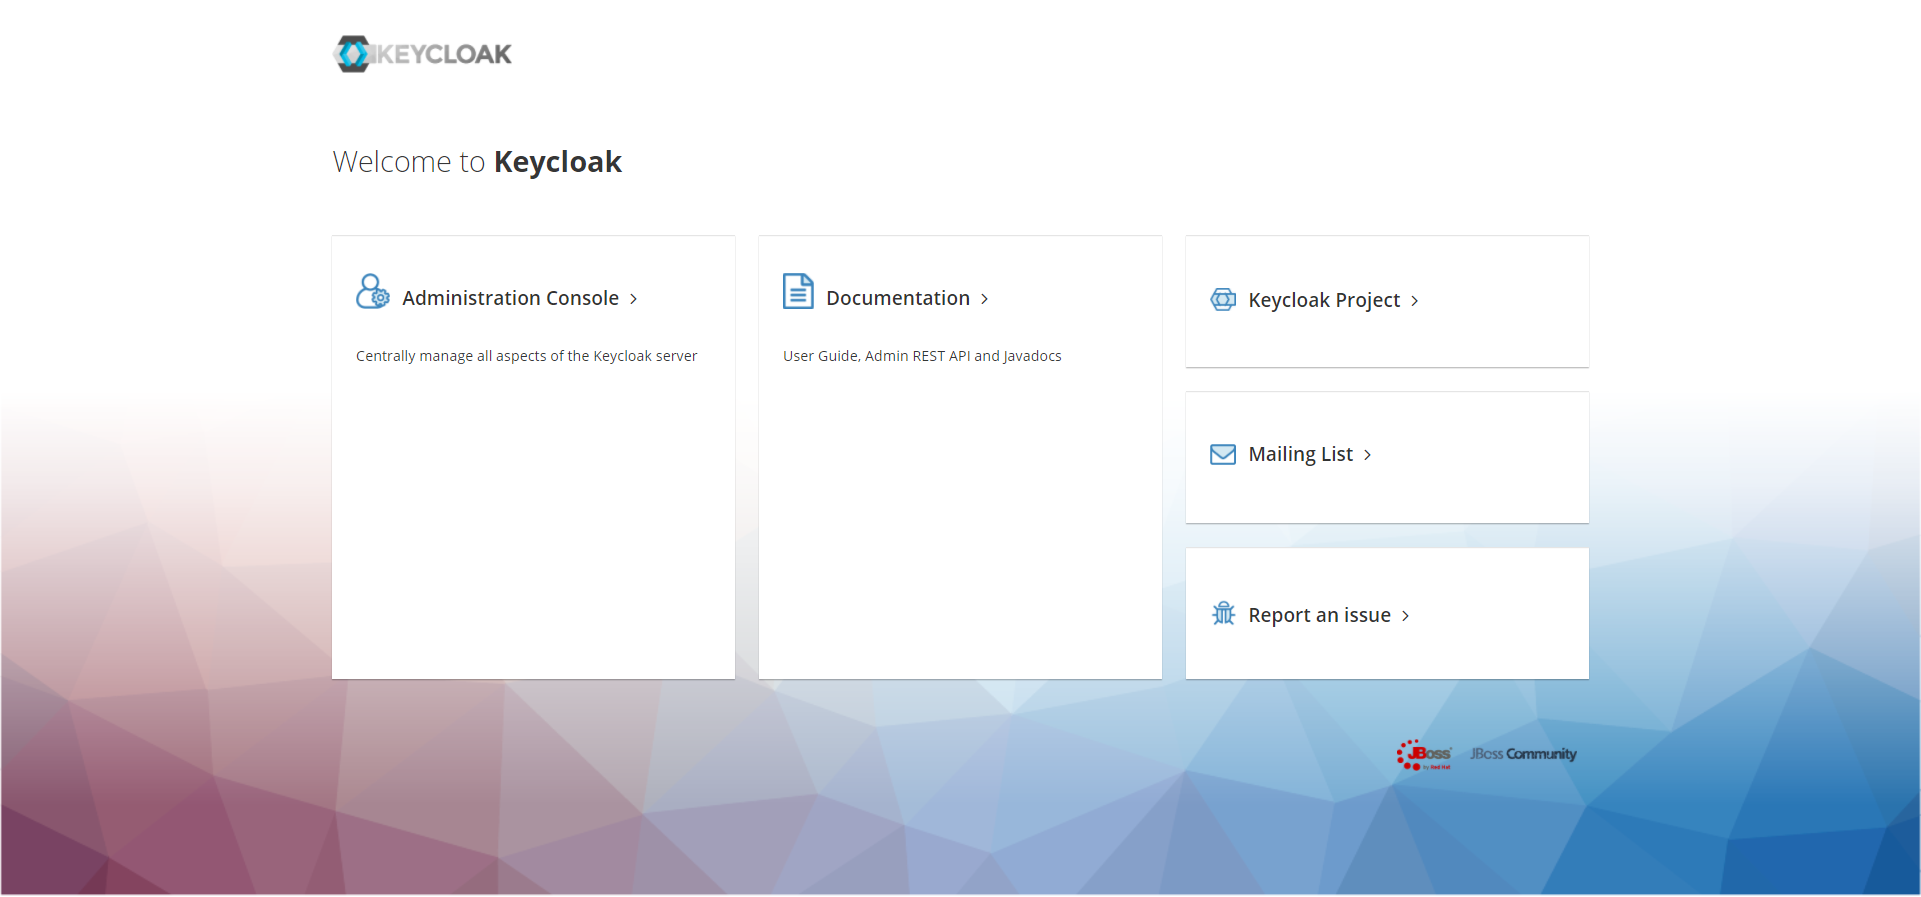 KEYCLOAK
Welcome to Keycloak
Administration Console
Centrally manage all aspects of the Keycloak server
Documentation
User Guide, Admin REST API and Javadocs
Keycloak Project
Mailing List
Report an issue
JBoss by Red Hat
JBoss Community